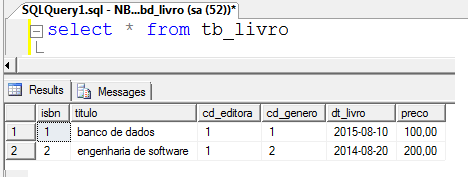 SQLQuery1.sql - NB...bd_livro (sa (52))*
select * from tb_livro
Results Messages
isbn titulo cd_editora cd_genero dt_livro preco
1 1 banco de dados 1 1 2015-08-10 100,00
2 2 engenharia de software 1 2 2014-08-20 200,00